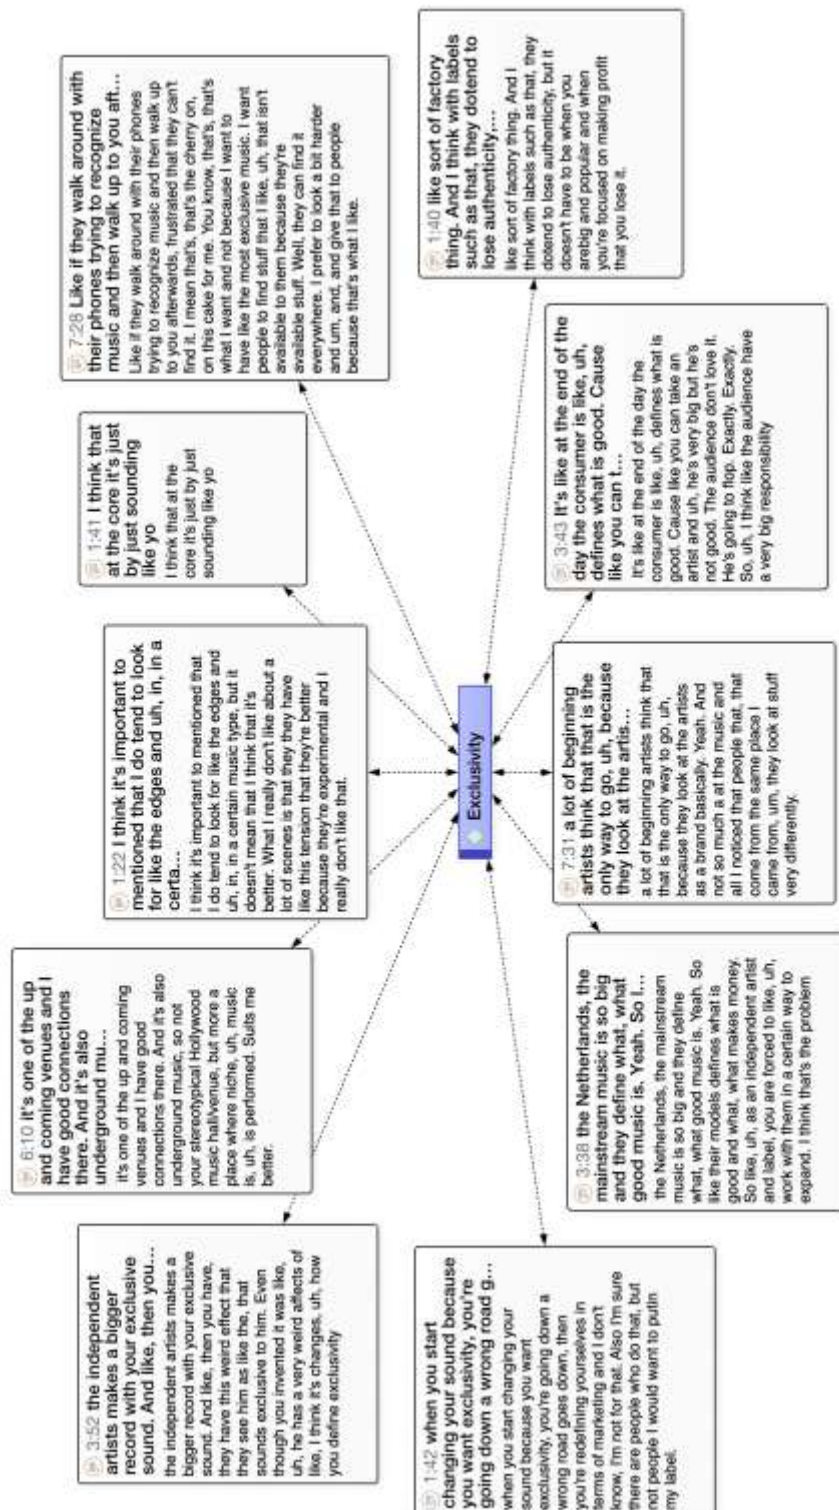 3:52 the independent
artists makes a bigger
record with your exclusive
sound. And like, then you...
the independent artists makes a
bigger record with your exclusive
sound. And like, then you have,
they have this weird effect that
they see him as like the, that
sounds exclusive to him. Even
though you invented it was like,
uh, he has a very weird affects of
like, I think it's changes, uh, how
you define exclusivity
6:10 it's one of the up
and coming venues and I
have good connections
there. And it's also
underground mu...
it's one of the up and coming
venues and I have good
connections there. And it's also
underground music, so not
your stereotypical Hollywood
music hall/venue, but more a
place where niche, uh, music
is, uh, is performed. Suits me
better.
1:22 I think it's important to
mentioned that I do tend to look
for like the edges and uh, in, in a
certa...
I think it's important to mentioned that
I do tend to look for like the edges and
uh, in, in a certain music type, but it
doesn't mean that I think that it's
better. What I really don't like about a
lot of scenes is that they they have
like this tension that they're better
because they're experimental and I
really don't like that.
1:41 I think that
at the core it's just
by just sounding
like yo
I think that at the
core it's just by just
sounding like yo
7:28 Like if they walk around with
their phones trying to recognize
music and then walk up to you aft...
Like if they walk around with their phones
trying to recognize music and then walk up
to you afterwards, frustrated that they can't
find it. I mean that's, that's the cherry on,
on this cake for me. You know, that's, that's
what I want and not because I want to
have like the most exclusive music. I want
people to find stuff that I like, uh, that isn't
available to them because they're
available stuff. Well, they can find it
everywhere. I prefer to look a bit harder
and um, and, and give that to people
because that's what I like.
Exclusivity
1:42 when you start
changing your sound because
you want exclusivity, you're
going down a wrong road g...
when you start changing your
sound because you want
exclusivity, you're going down a
wrong road goes down, then
you're redefining yourselves in
terms of marketing and I don't
know, I'm not for that. Also I'm sure
there are people who do that, but
not people I would want to putin
my label.
3:38 the Netherlands, the
mainstream music is so big
and they define what, what
good music is. Yeah. So l...
the Netherlands, the mainstream
music is so big and they define
what, what good music is. Yeah. So
like their models defines what is
good and what, what makes money.
So like, uh, as an independent artist
and label, you are forced to like, uh,
work with them in a certain way to
expand. I think that's the problem
7:31 a lot of beginning
artists think that that is the
only way to go, uh, because
they look at the artis...
a lot of beginning artists think that
that is the only way to go, uh,
because they look at the artists
as a brand basically. Yeah. And
not so much a at the music and
all I noticed that people that, that
come from the same place I
came from, um, they look at stuff
very differently.
3:43 It's like at the end of the
day the consumer is like, uh,
defines what is good. Cause
like you can t...
It's like at the end of the day the
consumer is like, uh, defines what is
good. Cause like you can take an
artist and uh, he's very big but he's
not good. The audience don't love it.
He's going to flop. Exactly. Exactly.
So, uh, I think like the audience have
a very big responsibility
1:40 like sort of factory
thing. And I think with labels
such as that, they dotend to
lose authenticity,...
like sort of factory thing. And I
think with labels such as that, they
dotend to lose authenticity, but it
doesn't have to be when you
arebig and popular and when
you're focused on making profit
that you lose it.